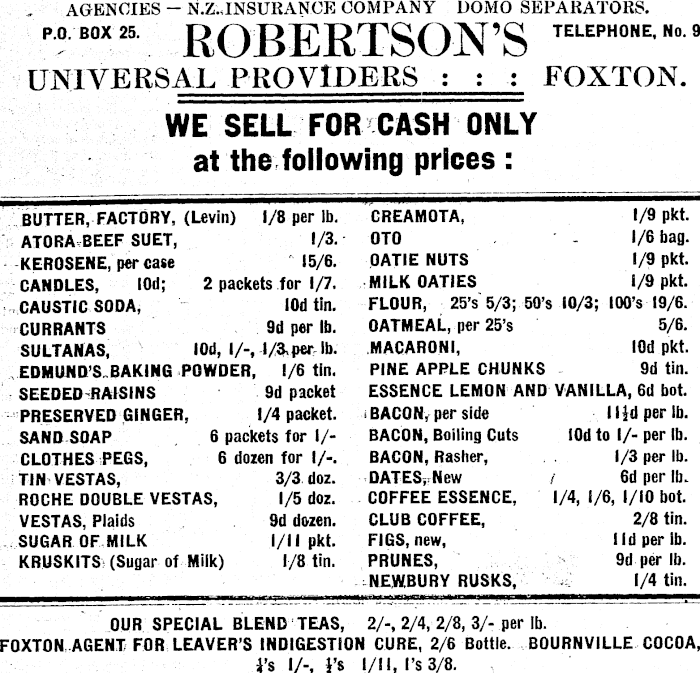 AGENCIES — N.Z. INSURANCE COMPANY DOMO SEPARATORS.
P.O. BOX 25. ROBERTSON'S TELEPHONE, No. 9
UNIVERSAL PROVIDERS : : : FOXTON.
WE SELL FOR CASH ONLY
at the following prices :
BUTTER, FACTORY, (Levin) 1/8 per lb.
ATORA BEEF SUET, 1/3.
KEROSENE, per case 15/6.
CANDLES, 10d; 2 packets for 1/7.
CAUSTIC SODA, 10d tin.
CURRANTS 9d per lb.
SULTANAS, 10d, 1/-, 1/3 per lb.
EDMUND'S BAKING POWDER, 1/6 tin.
SEEDED RAISINS 9d packet
PRESERVED GINGER, 1/4 packet.
SAND SOAP 6 packets for 1/-
CLOTHES PEGS, 6 dozen for 1/-.
TIN VESTAS, 3/3 doz.
ROCHE DOUBLE VESTAS, 1/5 doz.
VESTAS, Plaids 9d dozen.
SUGAR OF MILK 1/11 pkt.
KRUSKITS (Sugar of Milk) 1/8 tin.
CREAMOTA, 1/9 pkt.
OTO 1/6 bag.
OATIE NUTS 1/9 pkt.
MILK OATIES 1/9 pkt.
FLOUR, 25's 5/3; 50's 10/3; 100's 19/6.
OATMEAL, per 25's 5/6.
MACARONI, 10d pkt.
PINE APPLE CHUNKS 9d tin.
ESSENCE LEMON AND VANILLA, 6d bot.
BACON, per side 11½d per lb.
BACON, Boiling Cuts 10d to 1/- per lb.
BACON, Rasher, 1/3 per lb.
DATES, New 6d per lb.
COFFEE ESSENCE, 1/4, 1/6, 1/10 bot.
CLUB COFFEE, 2/8 tin.
FIGS, new, 11d per lb.
PRUNES, 9d per lb.
NEWBURY RUSKS, 1/4 tin.
OUR SPECIAL BLEND TEAS, 2/-, 2/4, 2/8, 3/- per lb.
FOXTON AGENT FOR LEAVER'S INDIGESTION CURE, 2/6 Bottle. BOURNVILLE COCOA,
¼'s 1/-, ½'s 1/11, 1's 3/8.